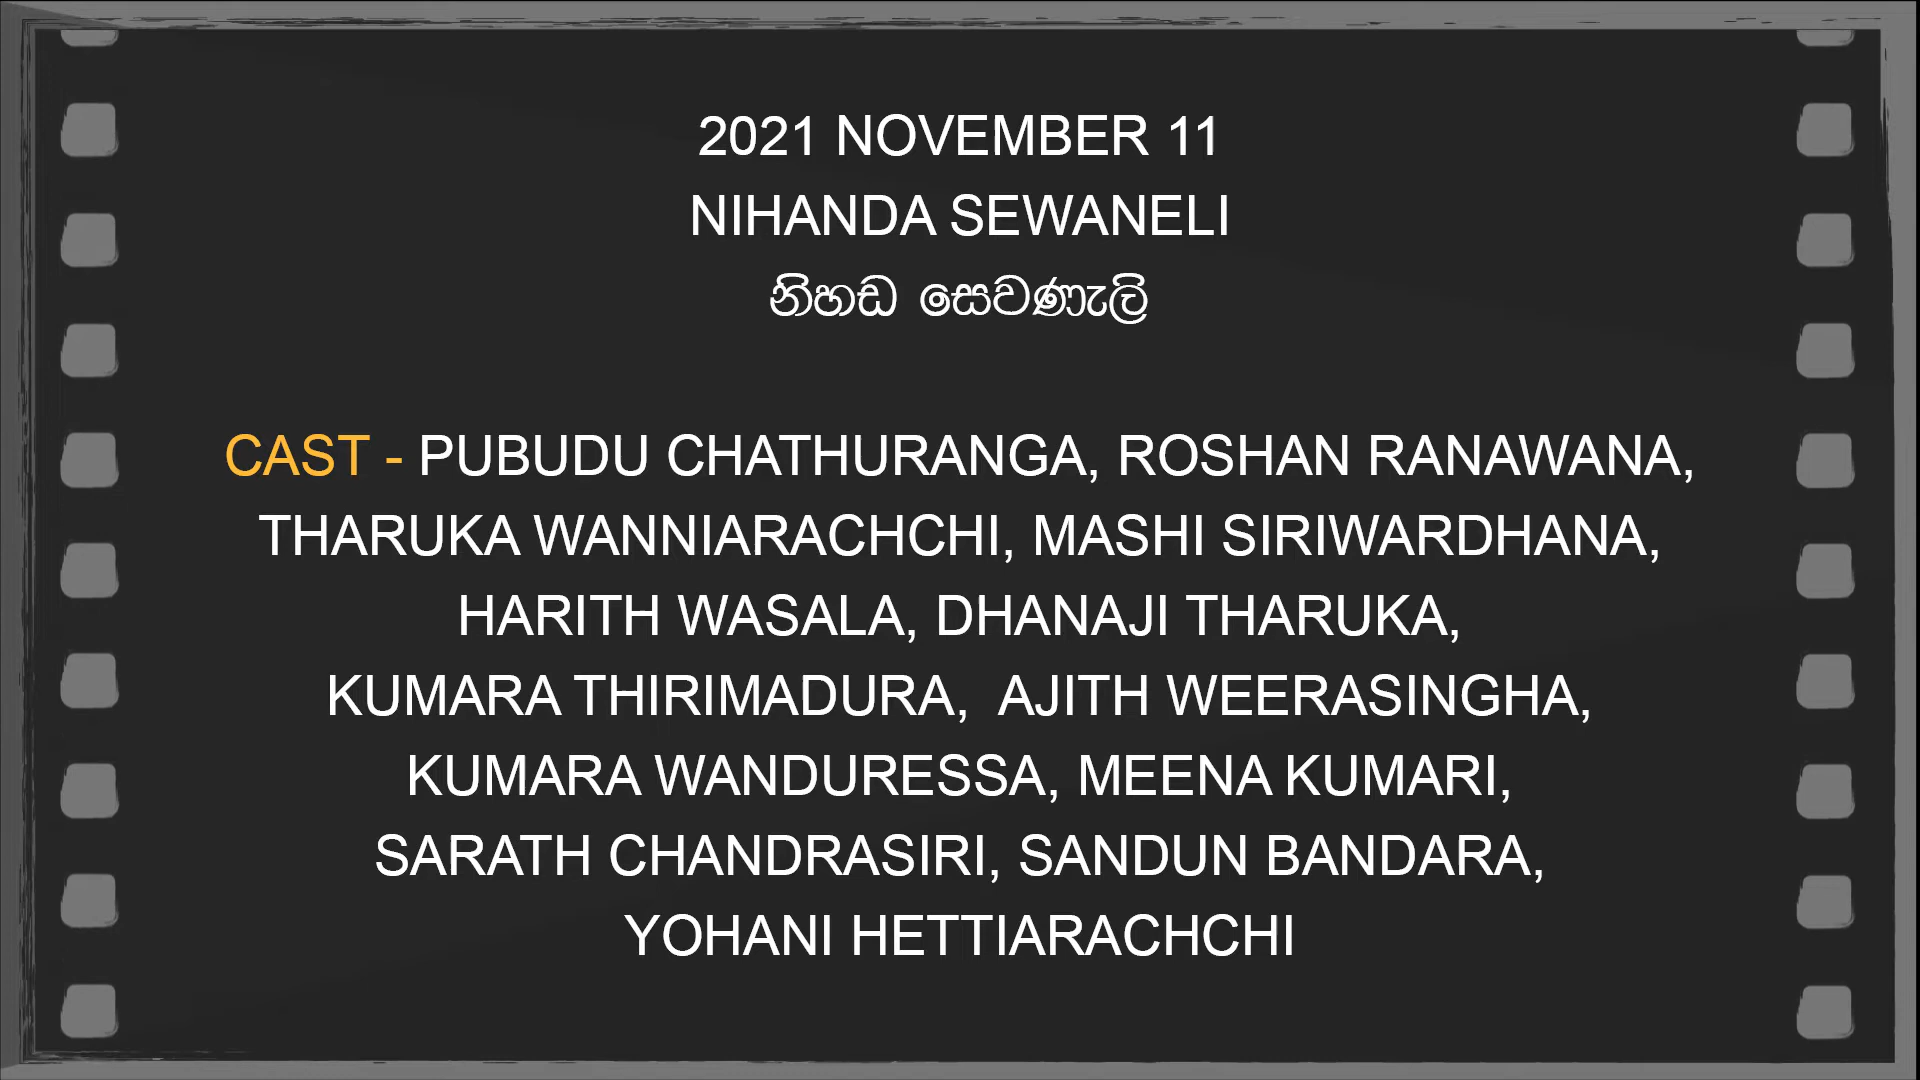 2021 NOVEMBER 11
NIHANDA SEWANELI
නිහඬ සෙවණැලි
CAST - PUBUDU CHATHURANGA, ROSHAN RANAWANA,
THARUKA WANNIARACHCHI, MASHI SIRIWARDHANA,
HARITH WASALA, DHANAJI THARUKA,
KUMARA THIRIMADURA,  AJITH WEERASINGHA,
KUMARA WANDURESSA, MEENA KUMARI,
SARATH CHANDRASIRI, SANDUN BANDARA,
YOHANI HETTIARACHCHI